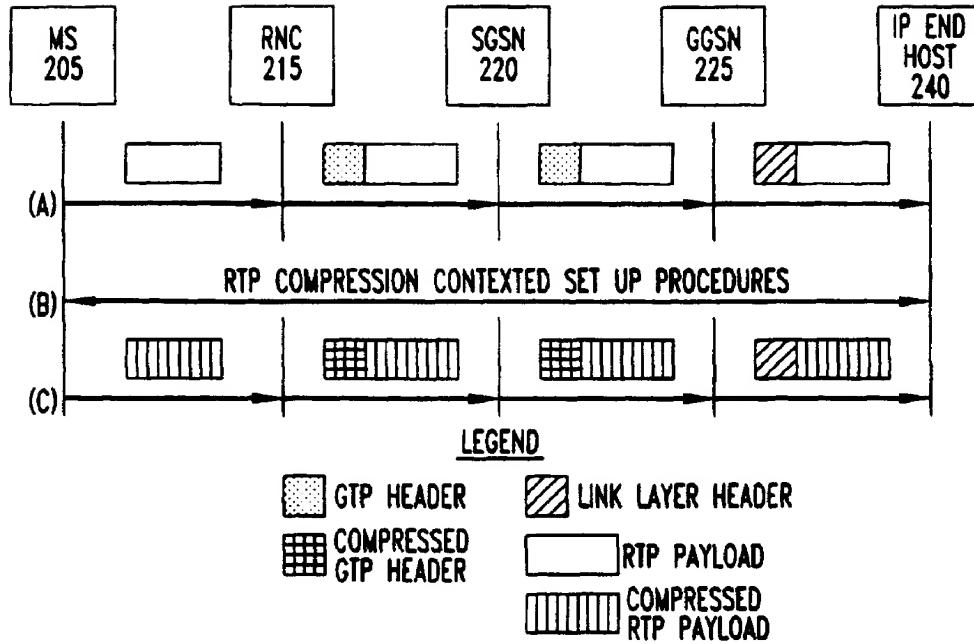 MS
205
RNC
215
SGSN
220
GGSN
225
IP END
HOST
240
(A)
RTP COMPRESSION CONTEXTED SET UP PROCEDURES
(B)
(C)
LEGEND
GTP HEADER
LINK LAYER HEADER
COMPRESSED
GTP HEADER
RTP PAYLOAD
COMPRESSED
RTP PAYLOAD